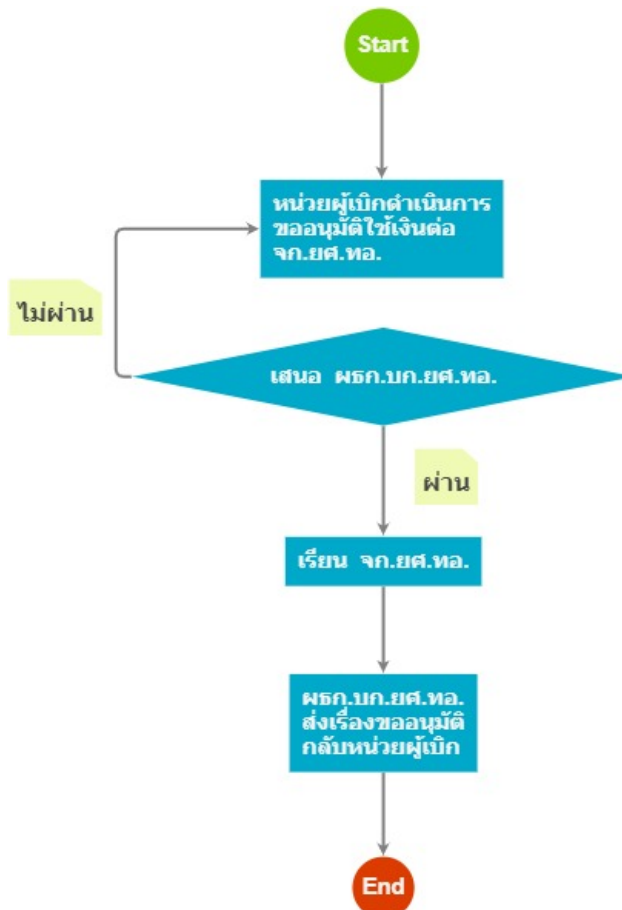 Start
หน่วยผู้เบิกดำเนินการ
ขออนุมัติใช้เงินต่อ
จก.ยศ.ทอ.
ไม่ผ่าน
เสนอ ผธก.บก.ยศ.ทอ.
ผ่าน
เรียน จก.ยศ.ทอ.
ผธก.บก.ยศ.ทอ.
ส่งเรื่องขออนุมัติ
กลับหน่วยผู้เบิก
End